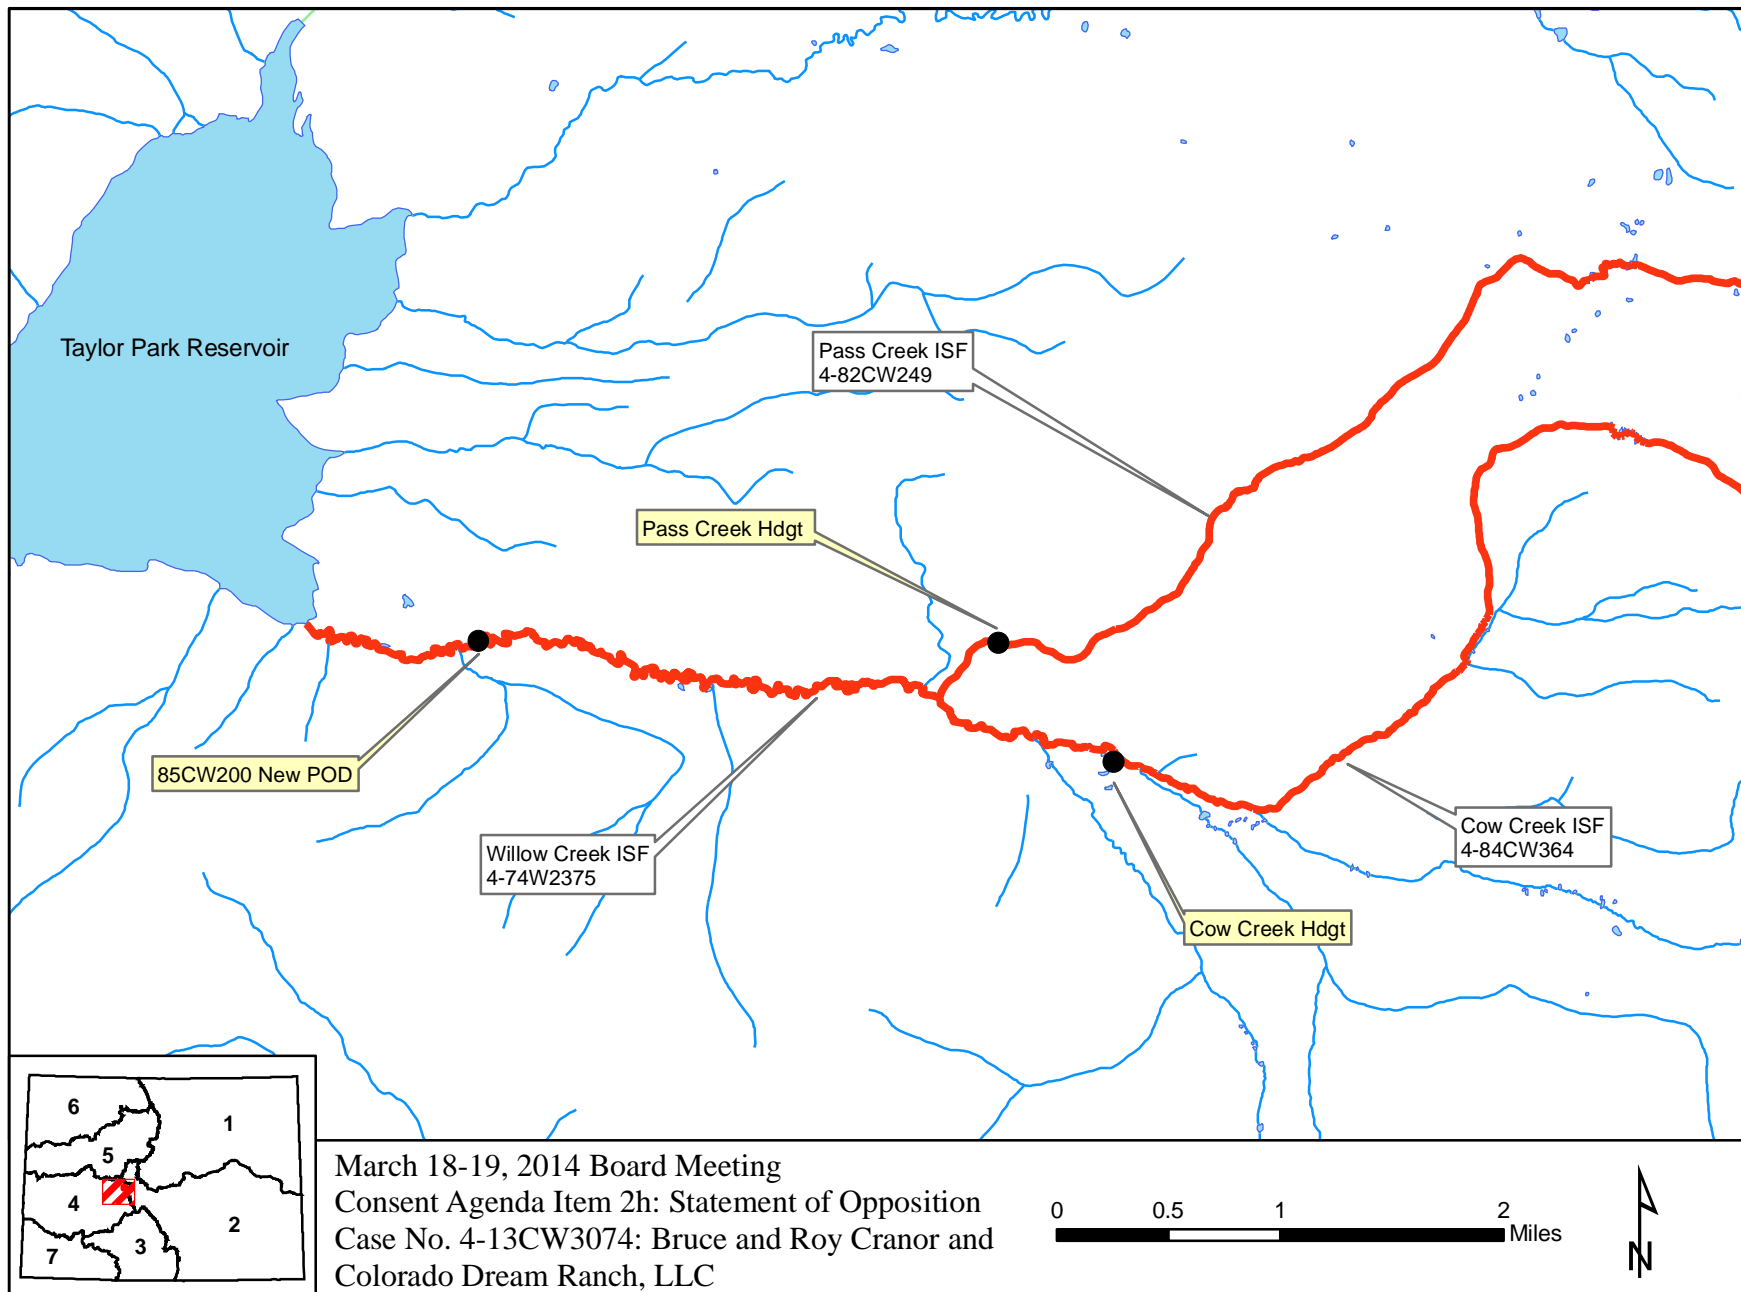 Taylor Park Reservoir
Pass Creek ISF
4-82CW249
Pass Creek Hdgt
85CW200 New POD
Willow Creek ISF
4-74W2375
Cow Creek ISF
4-84CW364
Cow Creek Hdgt
6
1
5
4
2
3
7
March 18-19, 2014 Board Meeting
Consent Agenda Item 2h: Statement of Opposition
Case No. 4-13CW3074: Bruce and Roy Cranor and
Colorado Dream Ranch, LLC
0 0.5 1 2
Miles
N